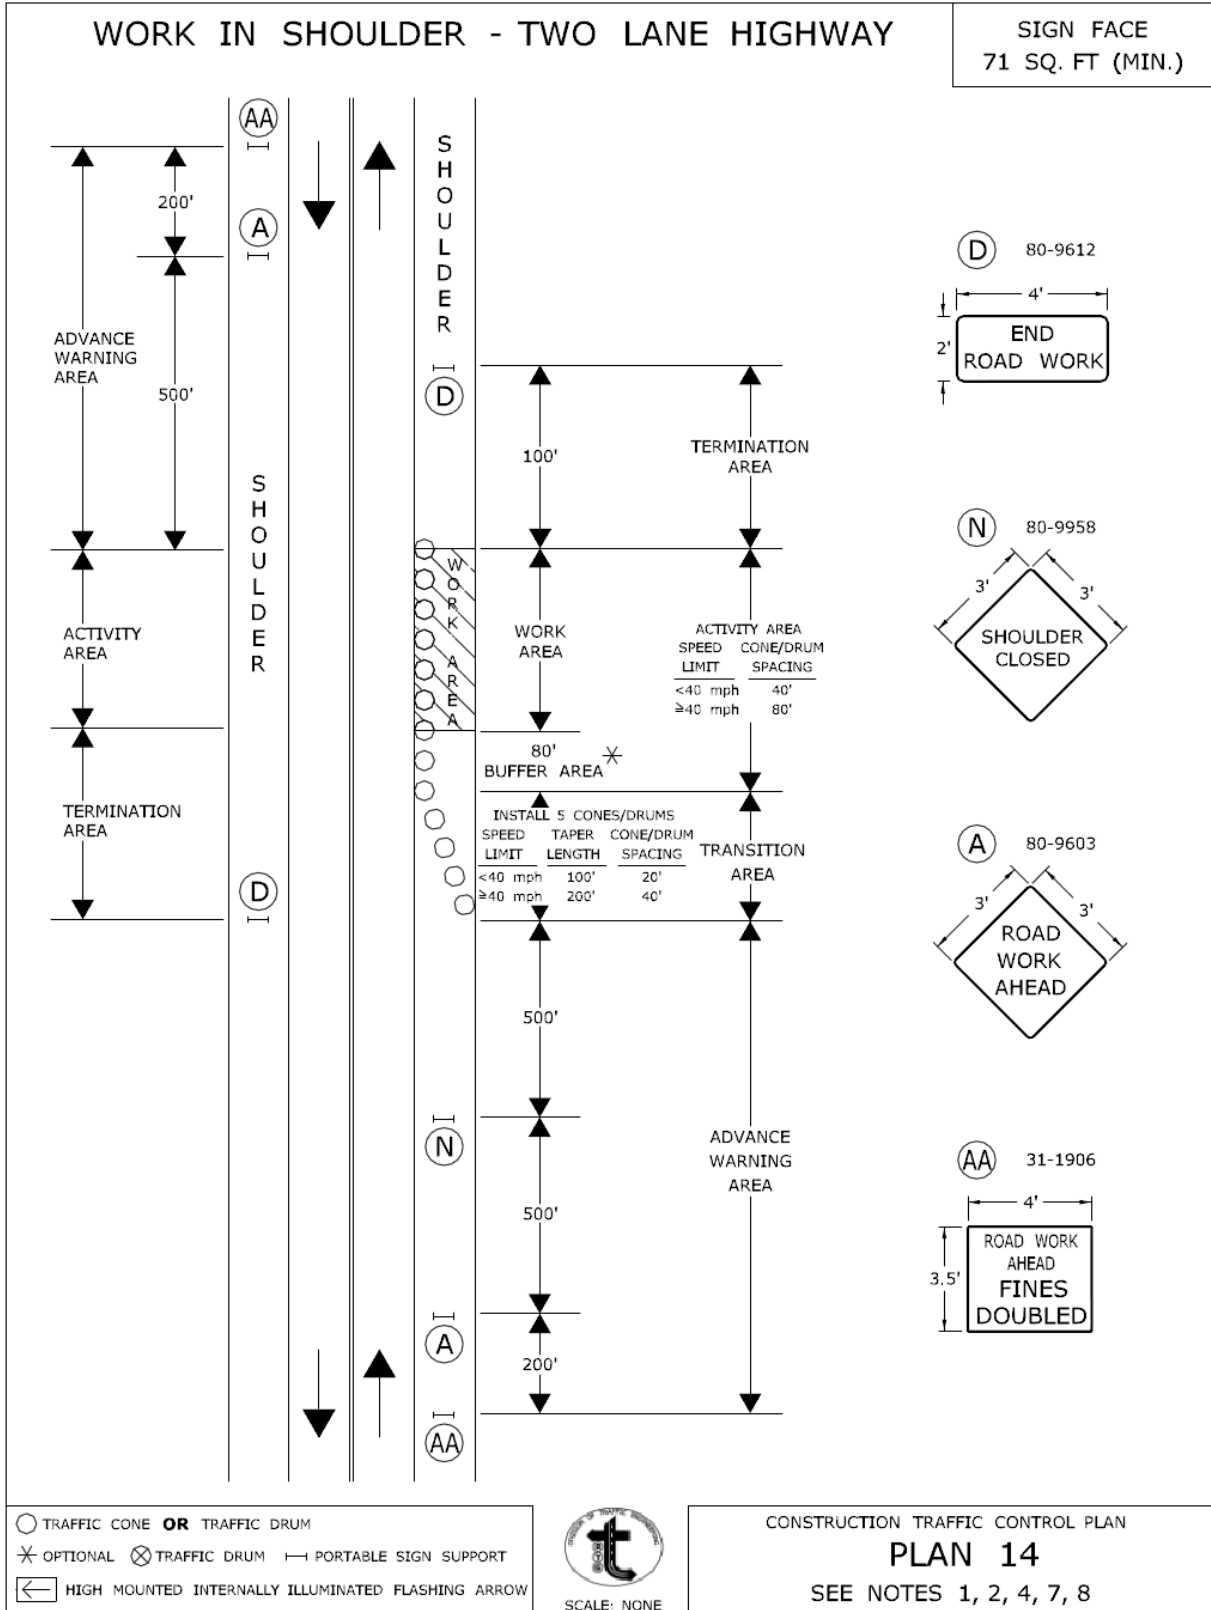 WORK IN SHOULDER - TWO LANE HIGHWAY
SIGN FACE
71 SQ. FT (MIN.)
AA
200'
A
ADVANCE
WARNING
AREA
500'
SHOULDER
ACTIVITY
AREA
TERMINATION
AREA
D
SHOULDER
D
100'
TERMINATION
AREA
WORK AREA
WORK
AREA
ACTIVITY AREA
SPEED CONE/DRUM
LIMIT SPACING
<40 mph 40'
≥40 mph 80'
80'
BUFFER AREA
INSTALL 5 CONES/DRUMS
SPEED TAPER CONE/DRUM
LIMIT LENGTH SPACING
<40 mph 100' 20'
≥40 mph 200' 40'
TRANSITION
AREA
500'
N
500'
A
200'
AA
ADVANCE
WARNING
AREA
D 80-9612
4'
2'
END
ROAD WORK
N 80-9958
3' 3'
SHOULDER
CLOSED
A 80-9603
3' 3'
ROAD
WORK
AHEAD
AA 31-1906
4'
3.5'
ROAD WORK
AHEAD
FINES
DOUBLED
TRAFFIC CONE OR TRAFFIC DRUM
OPTIONAL TRAFFIC DRUM PORTABLE SIGN SUPPORT
HIGH MOUNTED INTERNALLY ILLUMINATED FLASHING ARROW
DIVISION OF TRAFFIC ENGINEERING
t
SCALE: NONE
CONSTRUCTION TRAFFIC CONTROL PLAN
PLAN 14
SEE NOTES 1, 2, 4, 7, 8